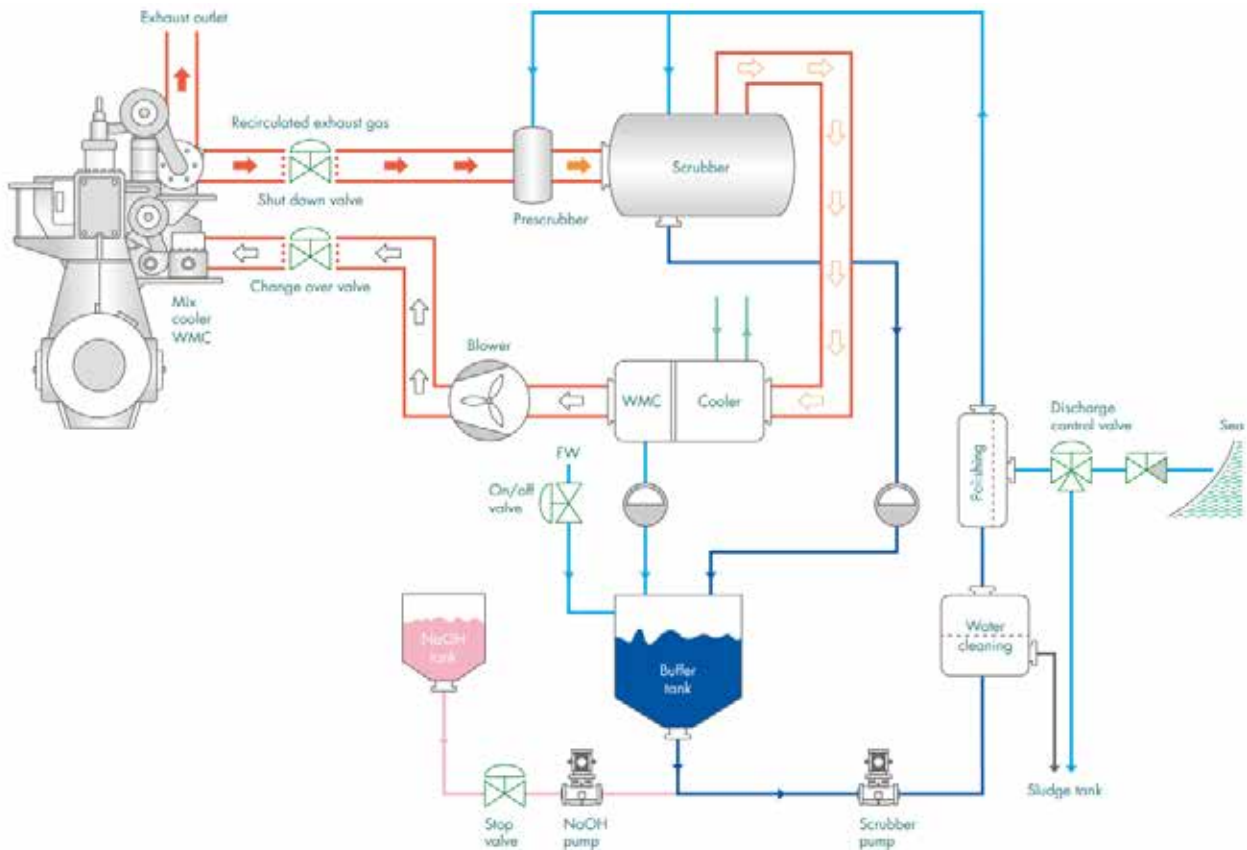 Exhaust outlet
Recirculated exhaust gas
Shut down valve
Prescrubber
Scrubber
Change over valve
Mix
cooler
WMC
Blower
WMC
Cooler
FW
On/off
valve
Polishing
Discharge
control valve
Sea
NaOH
tank
Buffer
tank
Water
cleaning
Stop
valve
NaOH
pump
Scrubber
pump
Sludge tank